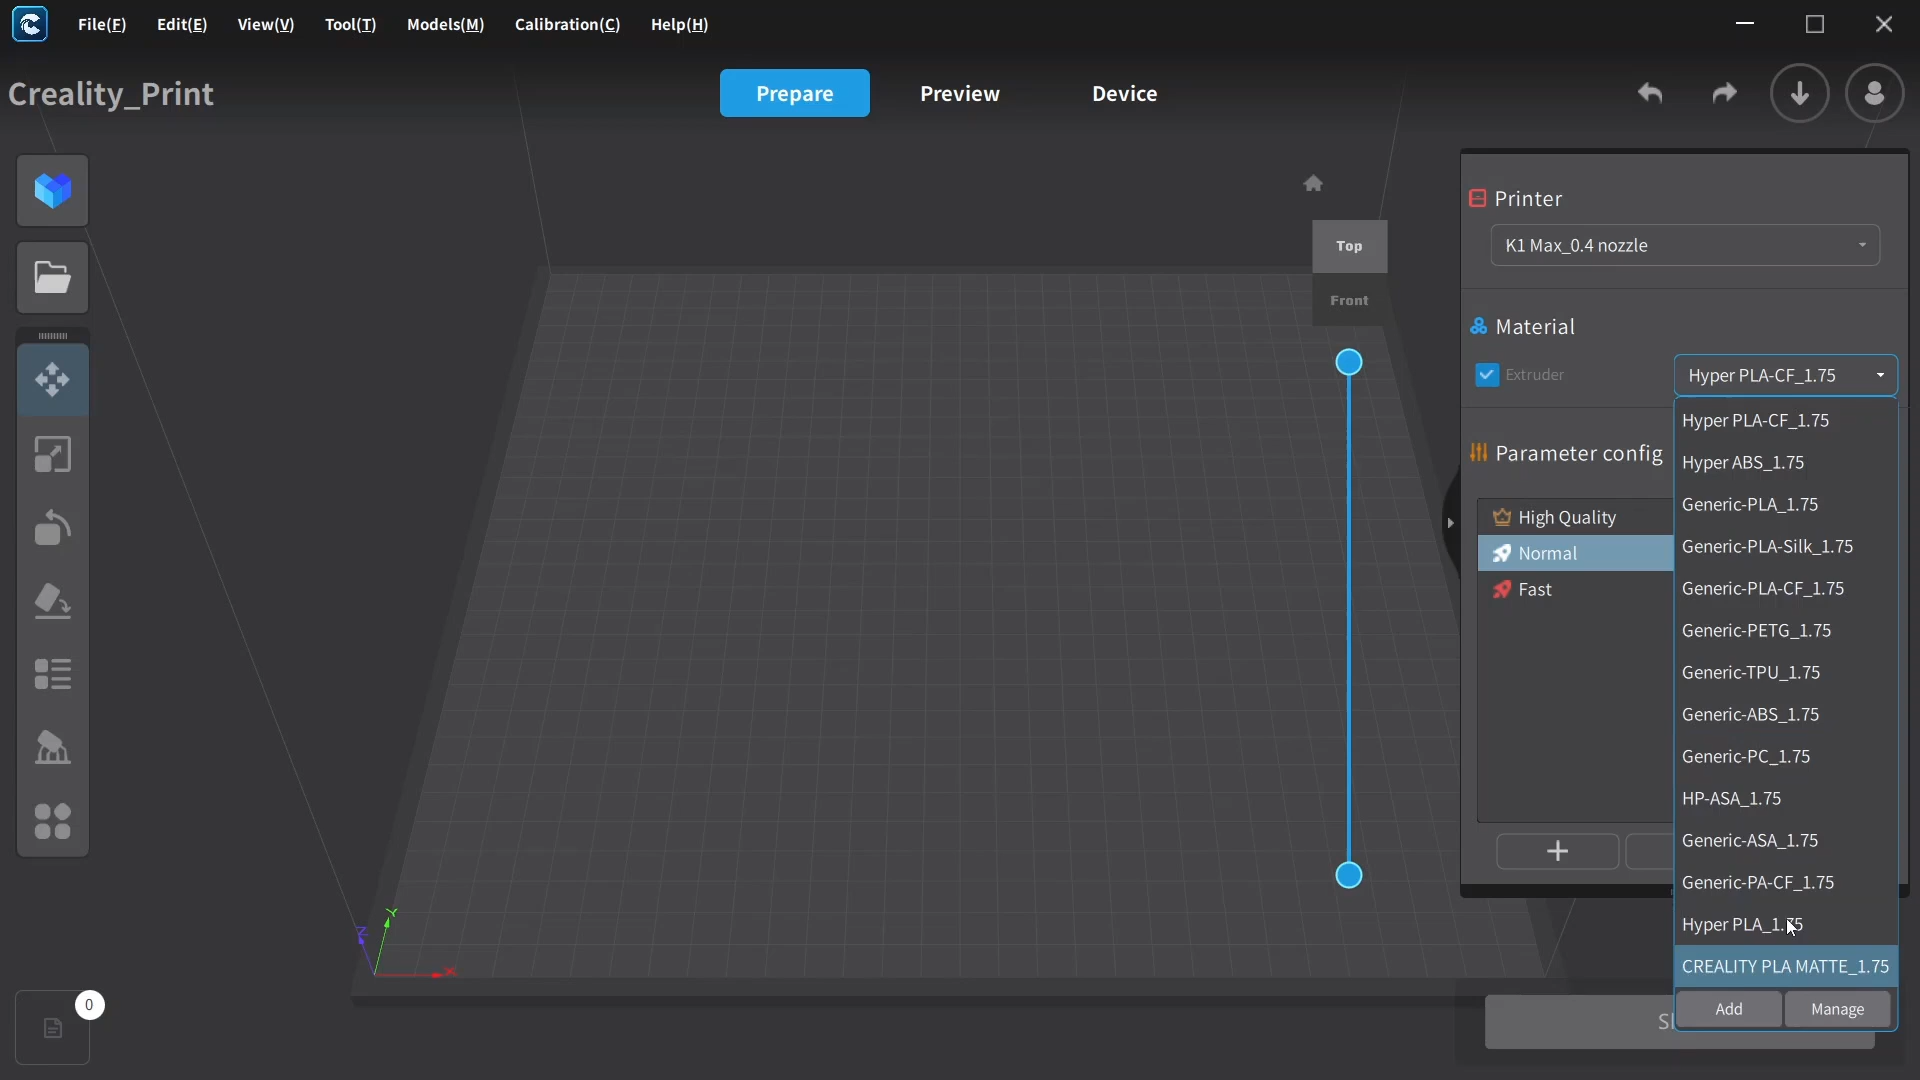 File(F) Edit(E) View(V) Tool(T) Models(M) Calibration(C) Help(H)
Creality_Print
Prepare
Preview
Device
Top
Front
Printer
K1 Max_0.4 nozzle
Material
Extruder
Hyper PLA-CF_1.75
Hyper PLA-CF_1.75
Hyper ABS_1.75
Generic-PLA_1.75
Generic-PLA-Silk_1.75
Generic-PLA-CF_1.75
Generic-PETG_1.75
Generic-TPU_1.75
Generic-ABS_1.75
Generic-PC_1.75
HP-ASA_1.75
Generic-ASA_1.75
Generic-PA-CF_1.75
Hyper PLA_1.75
CREALITY PLA MATTE_1.75
Add
Manage
Parameter config
High Quality
Normal
Fast
Z
Y
X
0